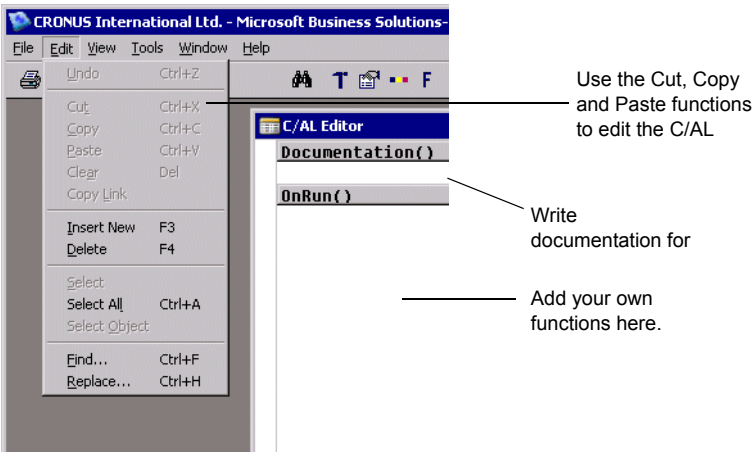 CRONUS International Ltd. - Microsoft Business Solutions-
File Edit View Tools Window Help
F
Undo Ctrl+Z
Cut Ctrl+X
Copy Ctrl+C
Paste Ctrl+V
Clear Del
Copy Link
Insert New F3
Delete F4
Select
Select All Ctrl+A
Select Object
Find... Ctrl+F
Replace... Ctrl+H
C/AL Editor
Documentation()
OnRun()
Use the Cut, Copy
and Paste functions
to edit the C/AL
Write
documentation for
Add your own
functions here.